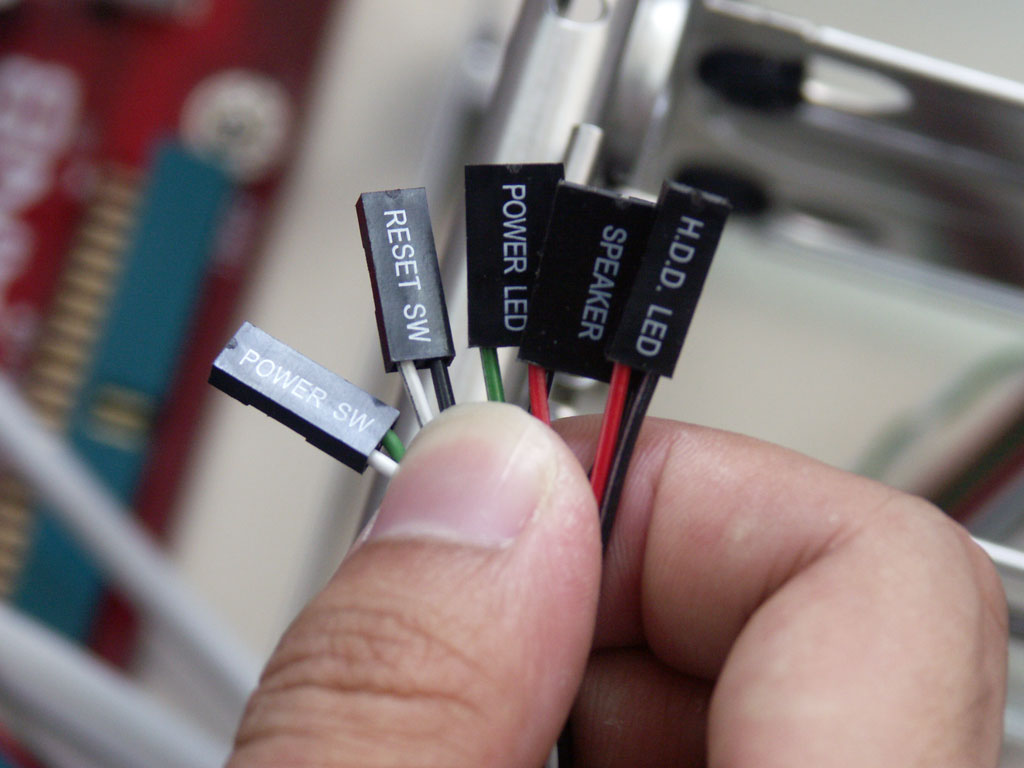 POWER SW
RESET SW
POWER LED
SPEAKER
H.D.D. LED